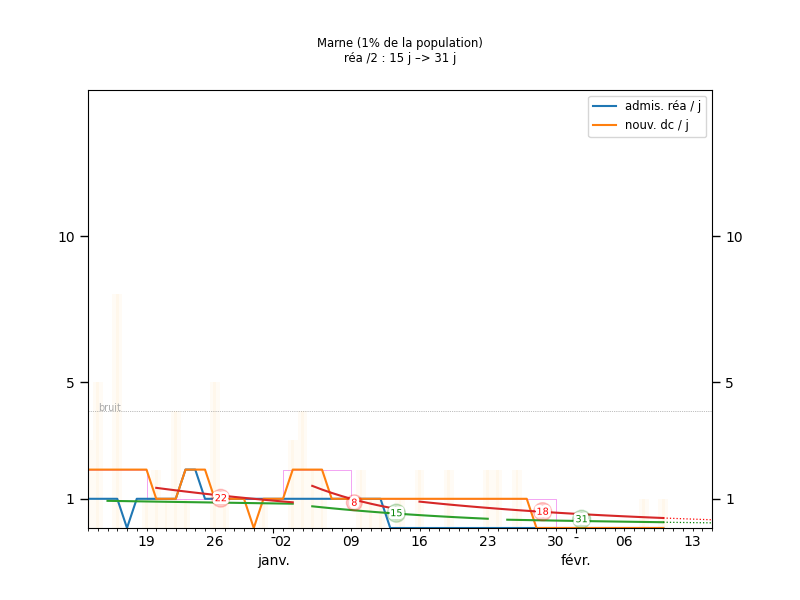 Marne (1% de la population)
réa /2 : 15 j –> 31 j
admis. réa / j
nouv. dc / j
10
10
5
5
bruit
1
1
22
8
15
18
31
19
26
02
09
16
23
30
06
13
janv.
févr.